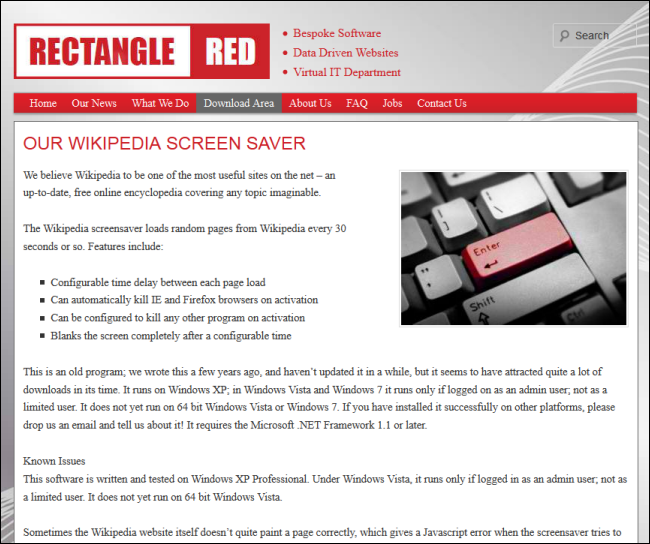 RECTANGLE RED
Bespoke Software
Data Driven Websites
Virtual IT Department
Search
Home Our News What We Do Download Area About Us FAQ Jobs Contact Us
OUR WIKIPEDIA SCREEN SAVER
We believe Wikipedia to be one of the most useful sites on the net – an
up-to-date, free online encyclopedia covering any topic imaginable.
The Wikipedia screensaver loads random pages from Wikipedia every 30
seconds or so. Features include:
Configurable time delay between each page load
Can automatically kill IE and Firefox browsers on activation
Can be configured to kill any other program on activation
Blanks the screen completely after a configurable time
Enter
Shift
This is an old program; we wrote this a few years ago, and haven’t updated it in a while, but it seems to have attracted quite a lot of
downloads in its time. It runs on Windows XP; in Windows Vista and Windows 7 it runs only if logged on as an admin user; not as a
limited user. It does not yet run on 64 bit Windows Vista or Windows 7. If you have installed it successfully on other platforms, please
drop us an email and tell us about it! It requires the Microsoft .NET Framework 1.1 or later.
Known Issues
This software is written and tested on Windows XP Professional. Under Windows Vista, it runs only if logged in as an admin user; not as
a limited user. It does not yet run on 64 bit Windows Vista.
Sometimes the Wikipedia website itself doesn’t quite paint a page correctly, which gives a Javascript error when the screensaver tries to